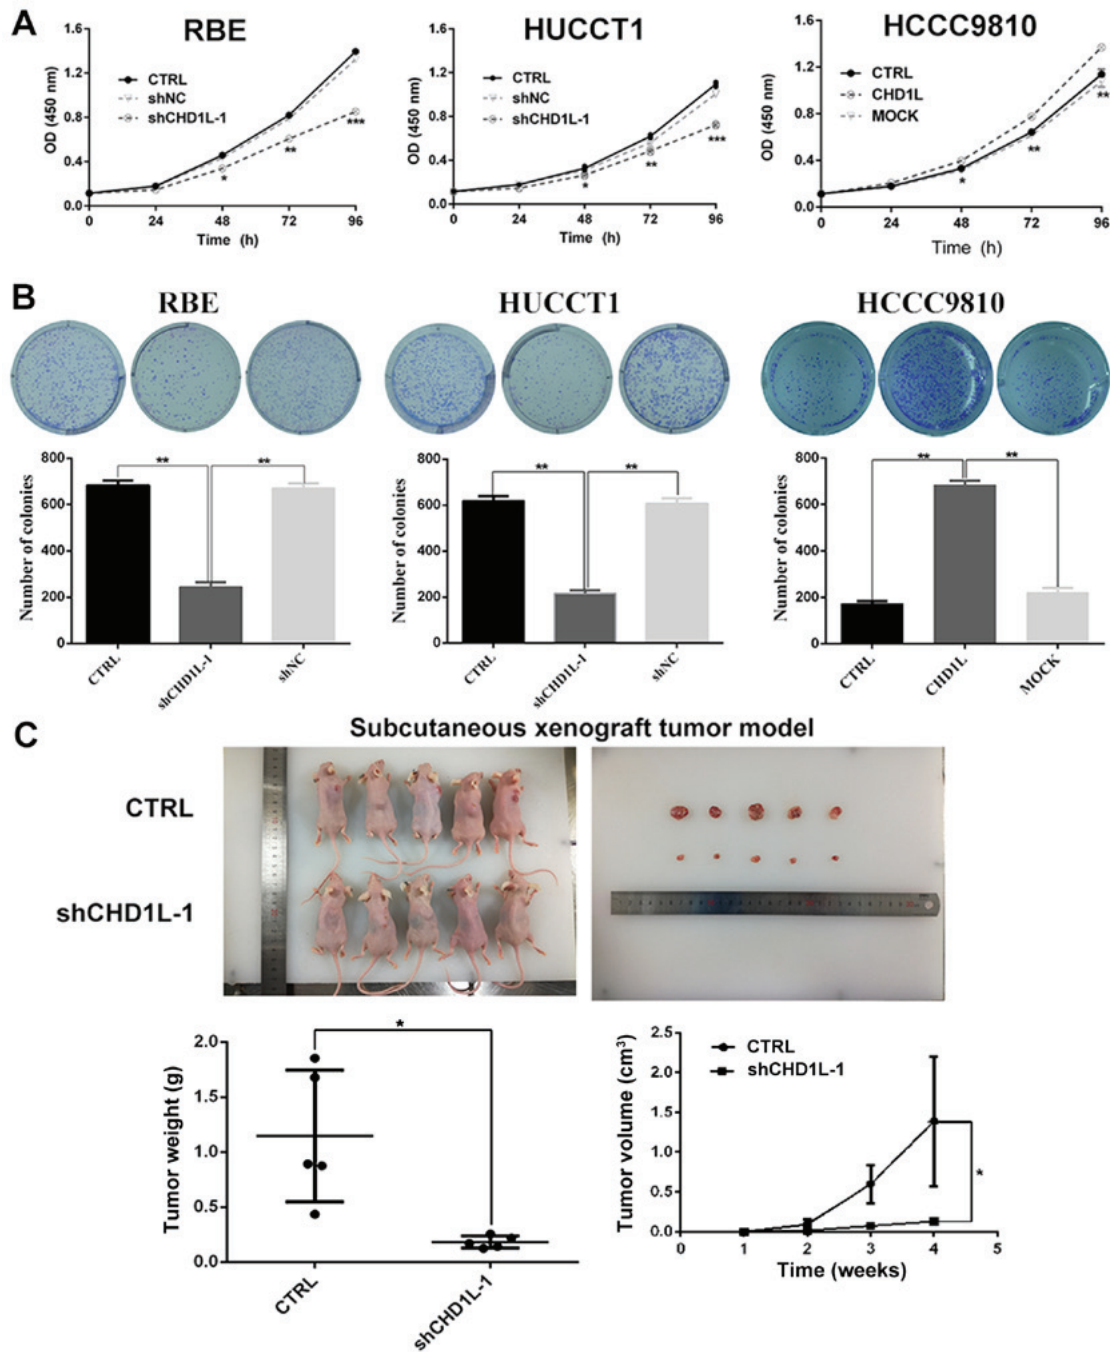 A
RBE
HUCCT1
HCCC9810
OD (450 nm)
1.6
1.2
0.8
0.4
0.0
CTRL
shNC
shCHD1L-1
*
**
***
0 24 48 72 96
Time (h)
OD (450 nm)
1.6
1.2
0.8
0.4
0.0
CTRL
shNC
shCHD1L-1
*
**
***
0 24 48 72 96
Time (h)
OD (450 nm)
1.6
1.2
0.8
0.4
0.0
CTRL
CHD1L
MOCK
*
**
**
0 24 48 72 96
Time (h)
B
RBE
HUCCT1
HCCC9810
Number of colonies
800
600
400
200
0
** **
CTRL
shCHD1L-1
shNC
Number of colonies
800
600
400
200
0
** **
CTRL
shCHD1L-1
shNC
Number of colonies
800
600
400
200
0
** **
CTRL
CHD1L
MOCK
C
Subcutaneous xenograft tumor model
CTRL
shCHD1L-1
Tumor weight (g)
2.0
1.5
1.0
0.5
0.0
*
CTRL
shCHD1L-1
Tumor volume (cm³)
2.5
2.0
1.5
1.0
0.5
0.0
CTRL
shCHD1L-1
*
0 1 2 3 4 5
Time (weeks)